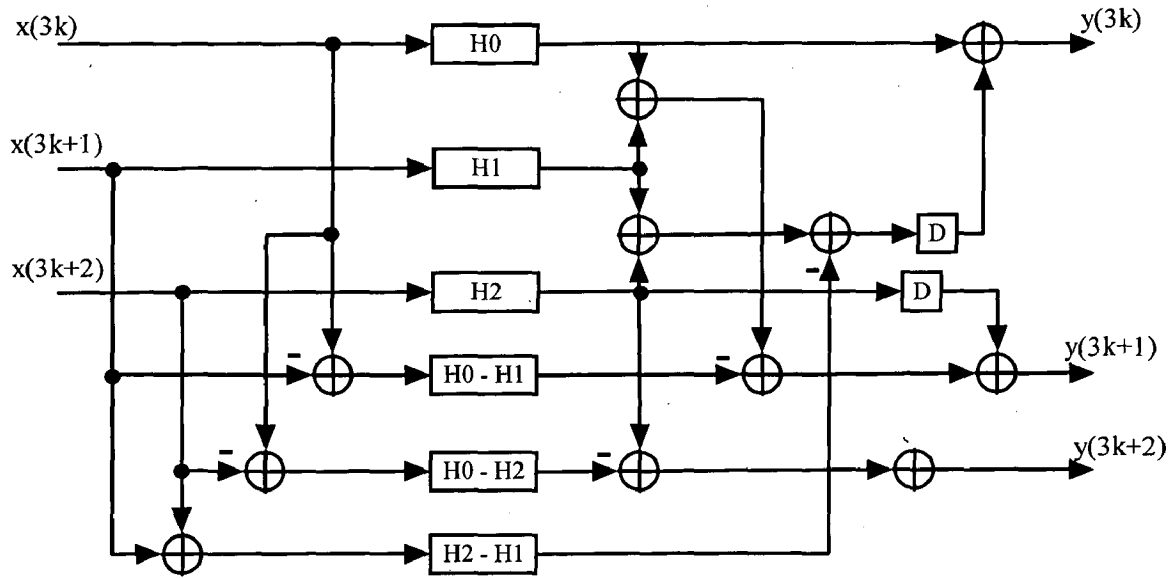 x(3k)
H0
y(3k)
x(3k+1)
H1
D
x(3k+2)
-
H2
D
-
-
y(3k+1)
H0 - H1
-
-
y(3k+2)
H0 - H2
H2 - H1